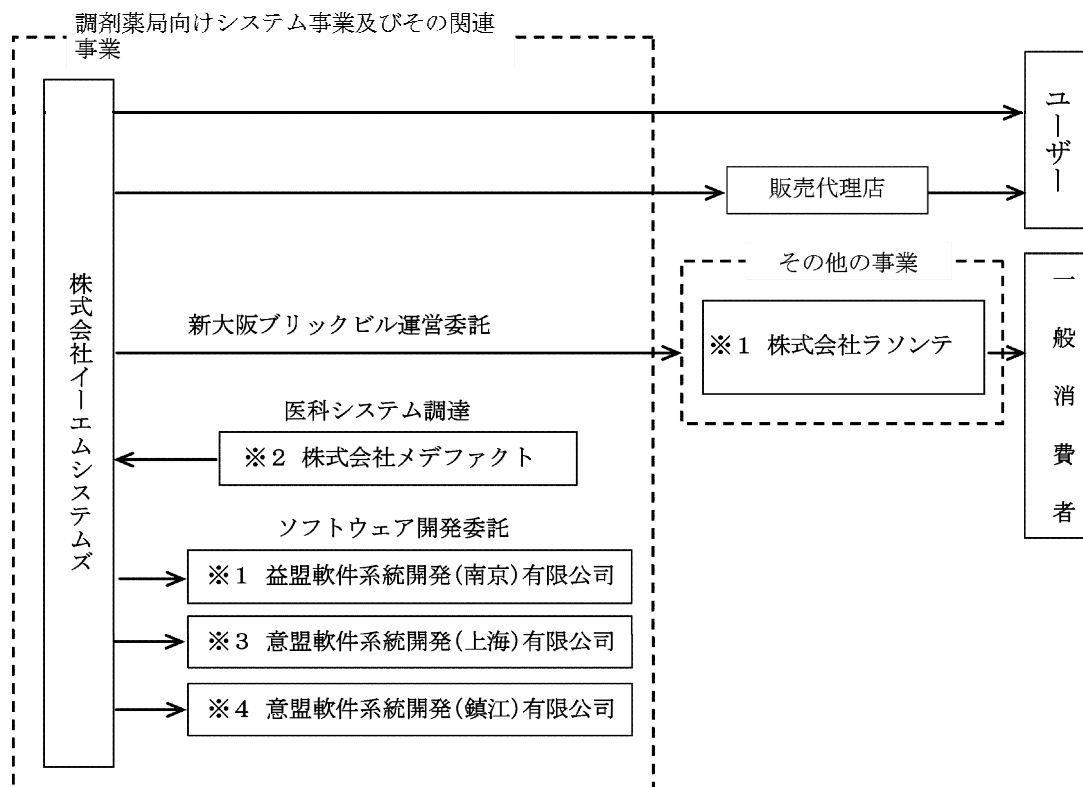 調剤薬局向けシステム事業及びその関連
事業
株式会社イーエムシステムズ
ユーザー
販売代理店
その他の事業
一般消費者
新大阪ブリックビル運営委託
※1 株式会社ラソンテ
医科システム調達
※2 株式会社メデファクト
ソフトウェア開発委託
※1 益盟軟件系統開発(南京)有限公司
※3 意盟軟件系統開発(上海)有限公司
※4 意盟軟件系統開発(鎮江)有限公司